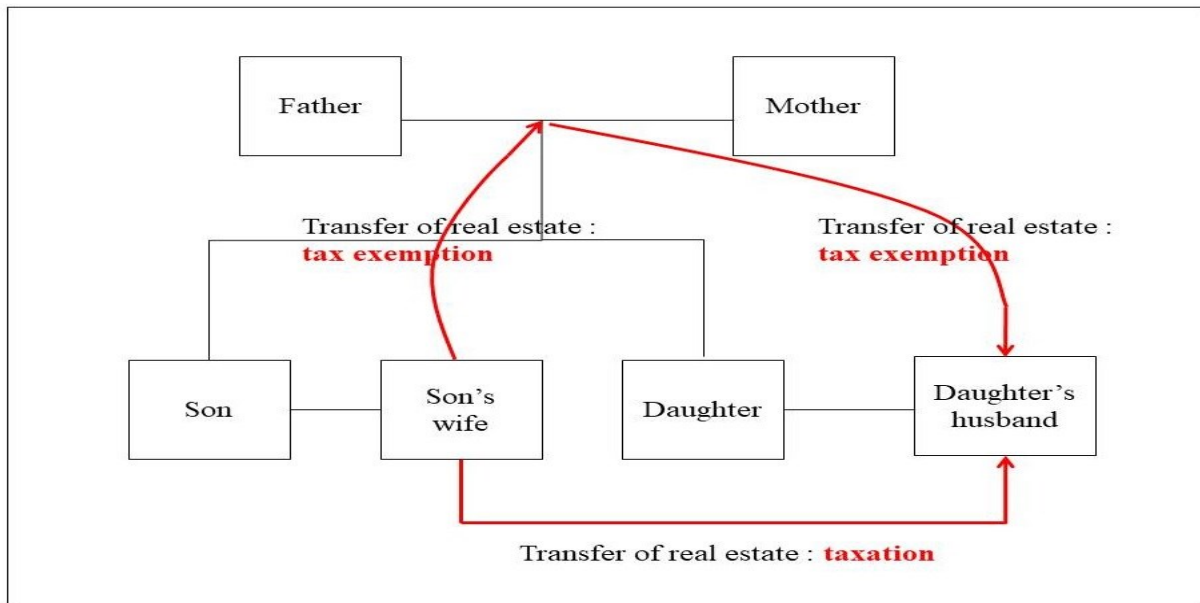 Father
Mother
Transfer of real estate :
tax exemption
Transfer of real estate :
tax exemption
Son
Son’s
wife
Daughter
Daughter’s
husband
Transfer of real estate : taxation